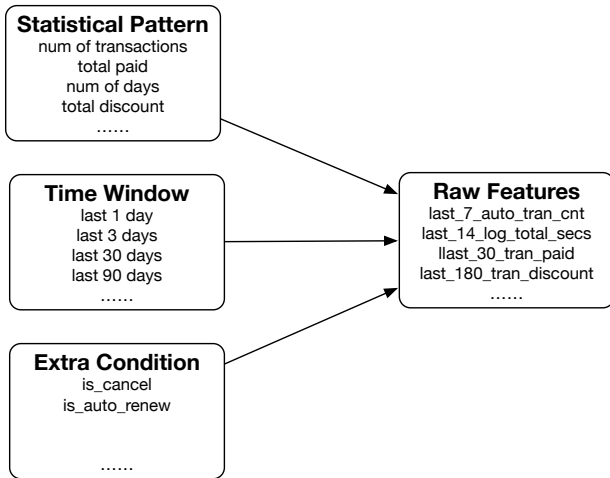 Statistical Pattern
num of transactions
total paid
num of days
total discount
......
Time Window
last 1 day
last 3 days
last 30 days
last 90 days
......
Extra Condition
is_cancel
is_auto_renew
......
Raw Features
last_7_auto_tran_cnt
last_14_log_total_secs
llast_30_tran_paid
last_180_tran_discount
......